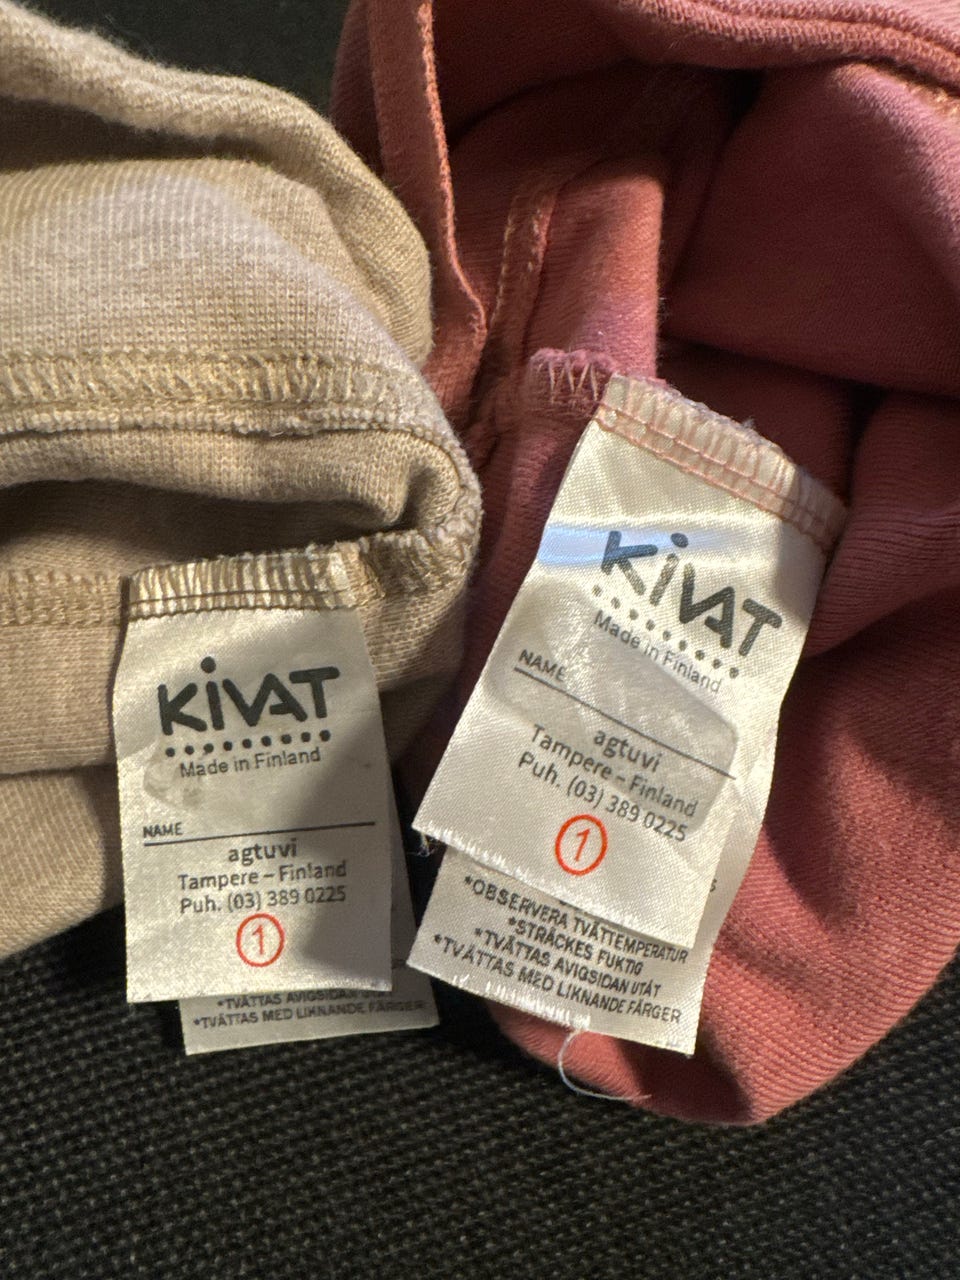 KIVAT
Made in Finland
NAME
agtuvi
Tampere – Finland
Puh. (03) 389 0225
1
*TVÄTTAS AVIGSIDAN UTÅT
*TVÄTTAS MED LIKNANDE FÄRGER
KIVAT
Made in Finland
NAME
agtuvi
Tampere – Finland
Puh. (03) 389 0225
1
*OBSERVERA TVÄTTEMPERATUR
*STRÄCKES FUKTIG
*TVÄTTAS AVIGSIDAN UTÅT
*TVÄTTAS MED LIKNANDE FÄRGER